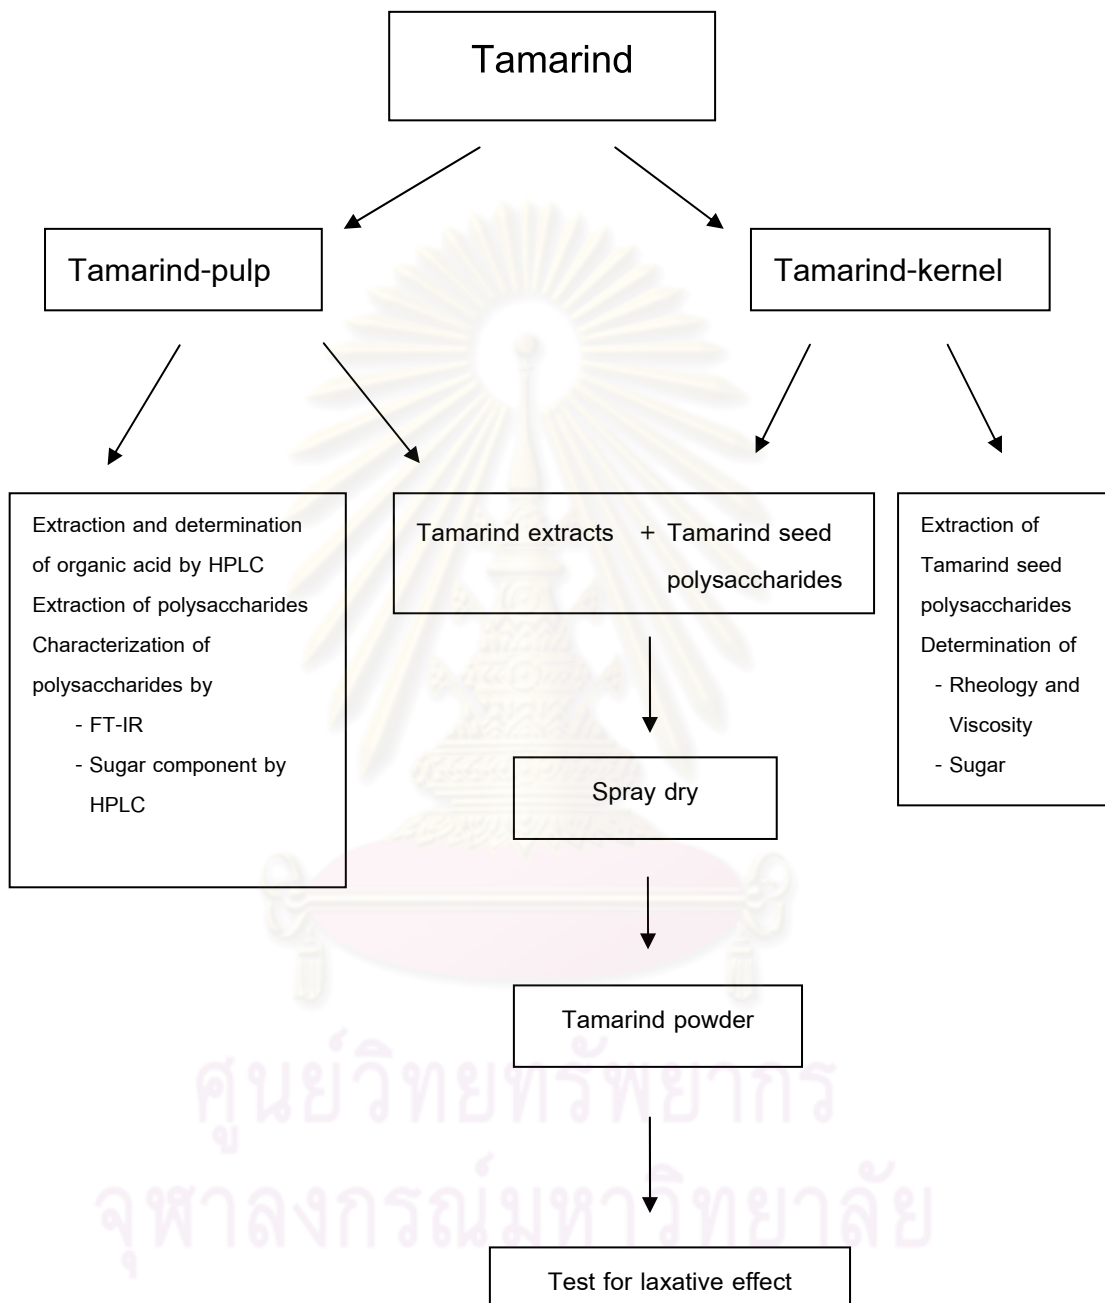 Tamarind
Tamarind-pulp
Tamarind-kernel
Extraction and determination
of organic acid by HPLC
Extraction of polysaccharides
Characterization of
polysaccharides by
- FT-IR
- Sugar component by
HPLC
Tamarind extracts + Tamarind seed
polysaccharides
Extraction of
Tamarind seed
polysaccharides
Determination of
- Rheology and
Viscosity
- Sugar
Spray dry
Tamarind powder
Test for laxative effect
ศูนย์วิทยทรัพยากร
จุฬาลงกรณ์มหาวิทยาลัย